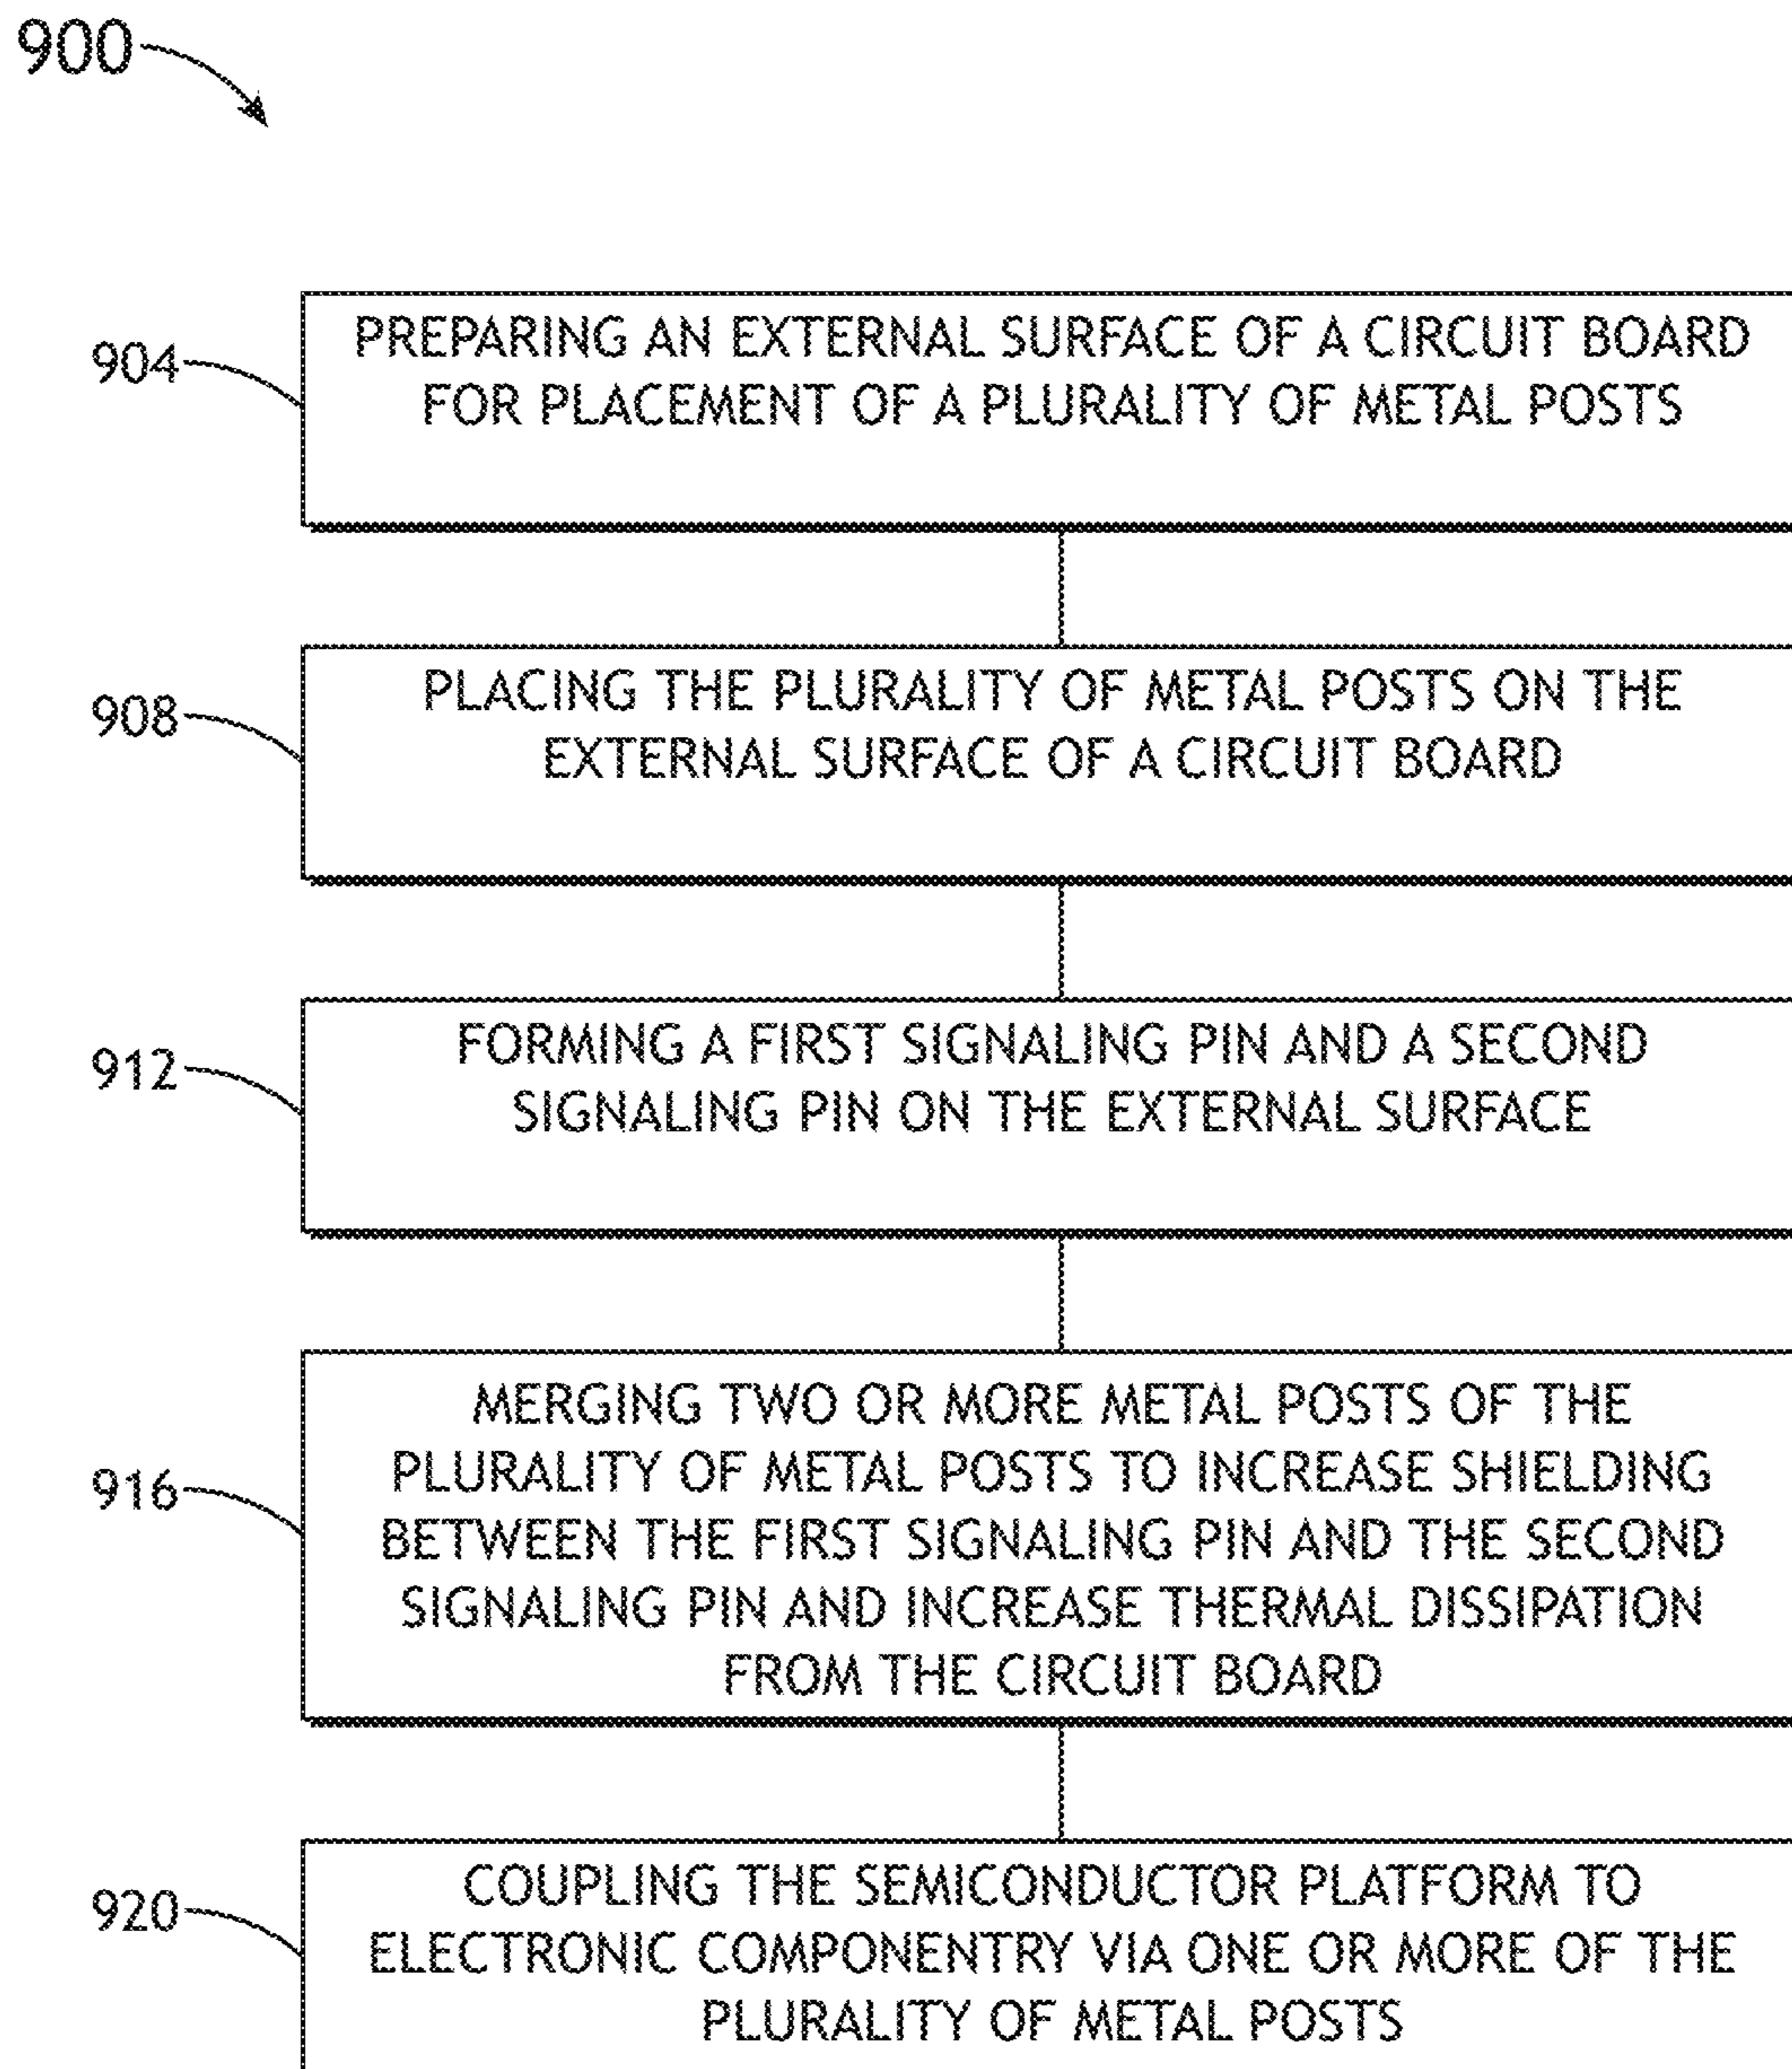 900
904
PREPARING AN EXTERNAL SURFACE OF A CIRCUIT BOARD
FOR PLACEMENT OF A PLURALITY OF METAL POSTS
908
PLACING THE PLURALITY OF METAL POSTS ON THE
EXTERNAL SURFACE OF A CIRCUIT BOARD
912
FORMING A FIRST SIGNALING PIN AND A SECOND
SIGNALING PIN ON THE EXTERNAL SURFACE
916
MERGING TWO OR MORE METAL POSTS OF THE
PLURALITY OF METAL POSTS TO INCREASE SHIELDING
BETWEEN THE FIRST SIGNALING PIN AND THE SECOND
SIGNALING PIN AND INCREASE THERMAL DISSIPATION
FROM THE CIRCUIT BOARD
920
COUPLING THE SEMICONDUCTOR PLATFORM TO
ELECTRONIC COMPONENTRY VIA ONE OR MORE OF THE
PLURALITY OF METAL POSTS